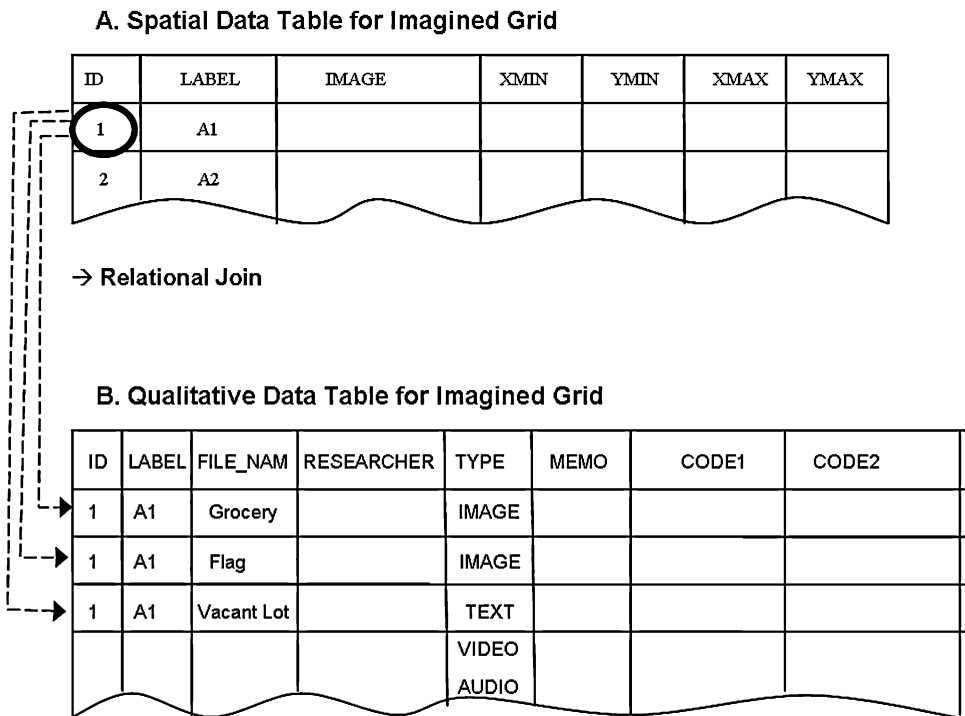 A. Spatial Data Table for Imagined Grid
ID LABEL IMAGE XMIN YMIN XMAX YMAX
1 A1
2 A2
→ Relational Join
B. Qualitative Data Table for Imagined Grid
ID LABEL FILE_NAM RESEARCHER TYPE MEMO CODE1 CODE2
1 A1 Grocery IMAGE
1 A1 Flag IMAGE
1 A1 Vacant Lot TEXT
VIDEO
AUDIO